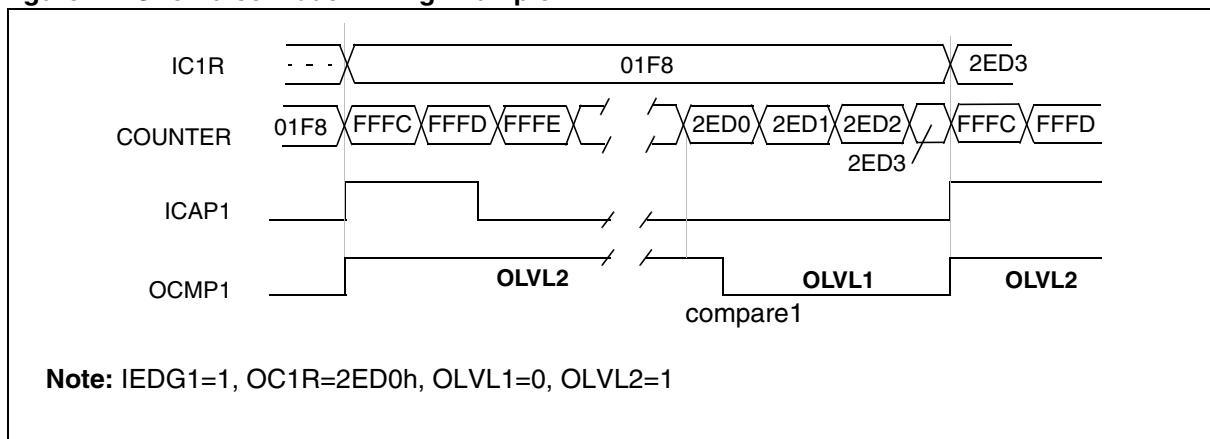 IC1R - - - 01F8 2ED3
COUNTER 01F8 FFFC FFFD FFFE 2ED0 2ED1 2ED2 FFFC FFFD
2ED3
ICAP1
OCMP1 OLVL2 OLVL1 OLVL2
compare1
Note: IEDG1=1, OC1R=2ED0h, OLVL1=0, OLVL2=1